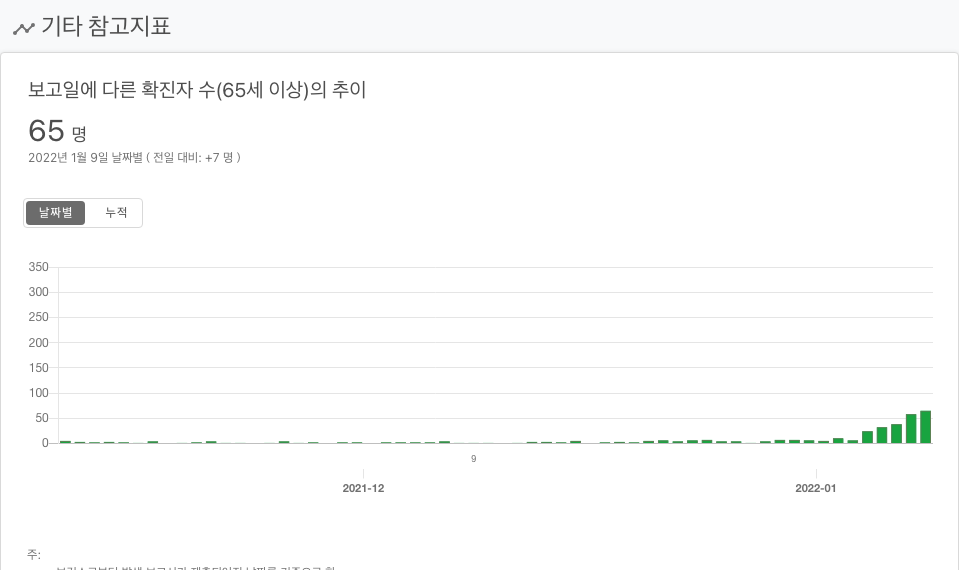 기타 참고지표
보고일에 다른 확진자 수(65세 이상)의 추이
65 명
2022년 1월 9일 날짜별 ( 전일 대비: +7 명 )
날짜별 누적
350
300
250
200
150
100
50
0
9
2021-12 2022-01
주: